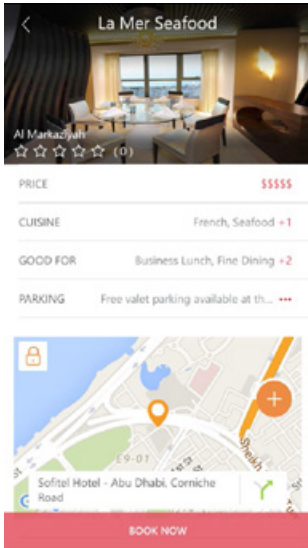 La Mer Seafood
Al Markaziyah
(0)
PRICE $$$$$
CUISINE French, Seafood +1
GOOD FOR Business Lunch, Fine Dining +2
PARKING Free valet parking available at th... •••
E9-01
Sheikh
Sofitel Hotel - Abu Dhabi, Corniche
Road
BOOK NOW